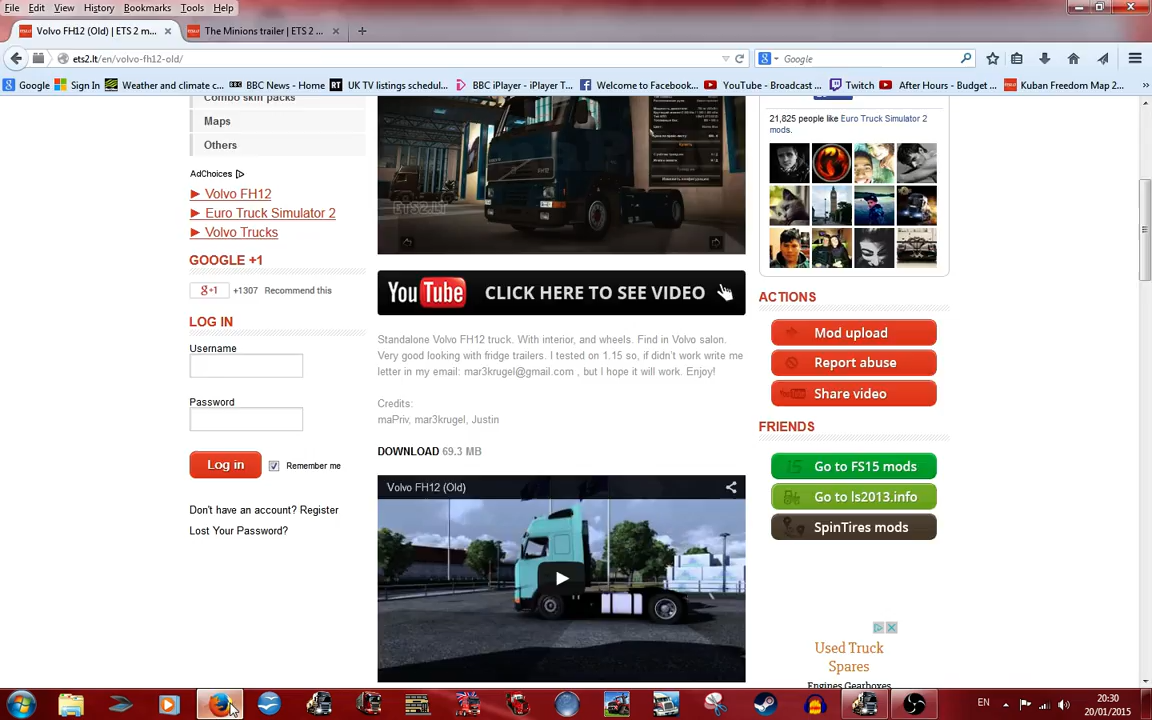 File Edit View History Bookmarks Tools Help
Volvo FH12 (Old) | ETS 2 m... × The Minions trailer | ETS 2 ... × +
ets2.lt/en/volvo-fh12-old/ Google
Google Sign In Weather and climate c... BBC News - Home RT UK TV listings schedul... BBC iPlayer - iPlayer T... Welcome to Facebook... YouTube - Broadcast ... Twitch After Hours - Budget ... Kuban Freedom Map 2... »
Combo skin packs
Maps
Others
AdChoices
► Volvo FH12
► Euro Truck Simulator 2
► Volvo Trucks
GOOGLE +1
g+1 +1307 Recommend this
LOG IN
Username
Password
Log in Remember me
Don't have an account? Register
Lost Your Password?
ETS2.LT
YouTube CLICK HERE TO SEE VIDEO
Standalone Volvo FH12 truck. With interior, and wheels. Find in Volvo salon.
Very good looking with fridge trailers. I tested on 1.15 so, if didn't work write me
letter in my email: mar3krugel@gmail.com , but I hope it will work. Enjoy!
Credits:
maPriv, mar3krugel, Justin
DOWNLOAD 69.3 MB
Volvo FH12 (Old)
21,825 people like Euro Truck Simulator 2
mods.
ACTIONS
Mod upload
Report abuse
Share video
FRIENDS
Go to FS15 mods
Go to ls2013.info
SpinTires mods
Used Truck
Spares
Engines Gearboxes
EN 20:30
20/01/2015